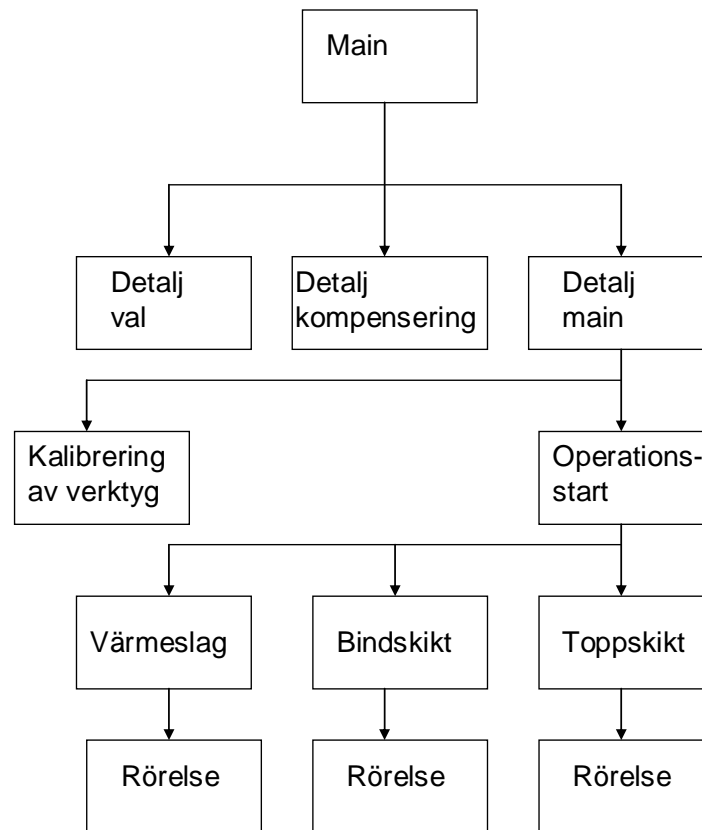 Main
Detalj
val
Detalj
kompensering
Detalj
main
Kalibrering
av verktyg
Operations-
start
Värmeslag
Bindskikt
Toppskikt
Rörelse
Rörelse
Rörelse